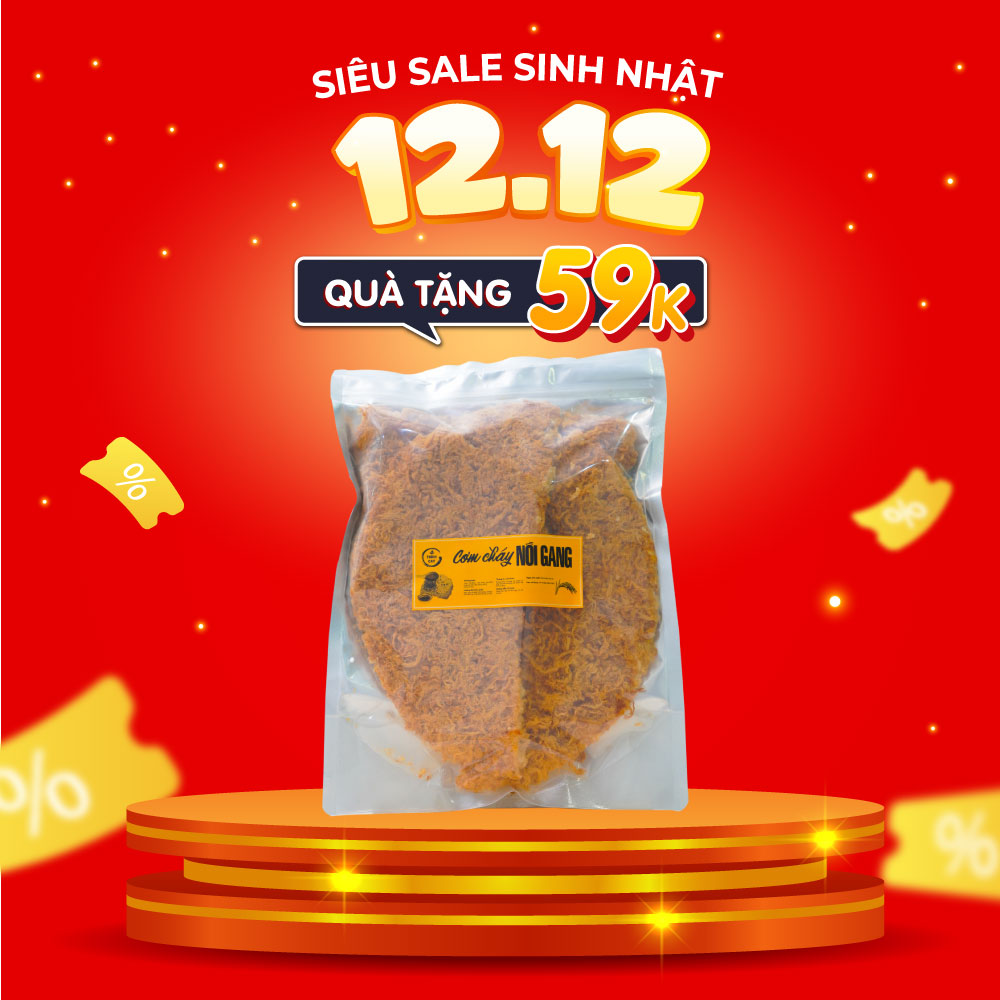 SIÊU SALE SINH NHẬT
12.12
QUÀ TẶNG 59K
%
%
%
%
Cơm cháy NỒI GANG